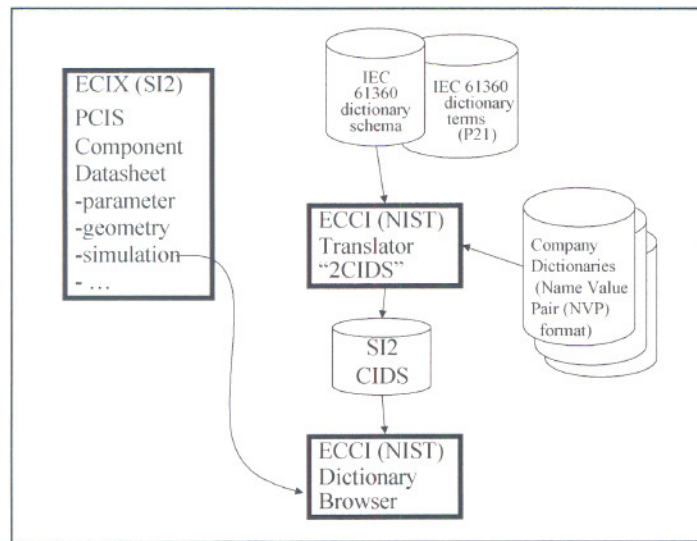 ECIX (SI2)
PCIS
Component
Datasheet
-parameter
-geometry
-simulation
- ...
IEC
61360
dictionary
schema
IEC 61360
dictionary
terms
(P21)
ECCI (NIST)
Translator
“2CIDS”
Company
Dictionaries
(Name Value
Pair (NVP)
format)
SI2
CIDS
ECCI (NIST)
Dictionary
Browser